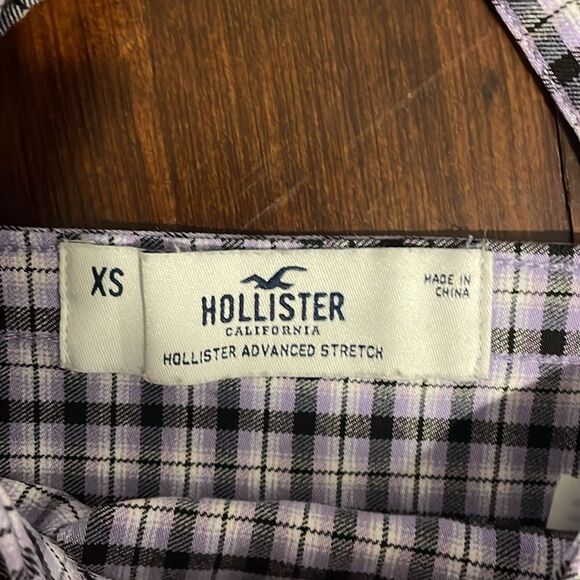 XS
HOLLISTER
CALIFORNIA
HOLLISTER ADVANCED STRETCH
MADE IN
CHINA